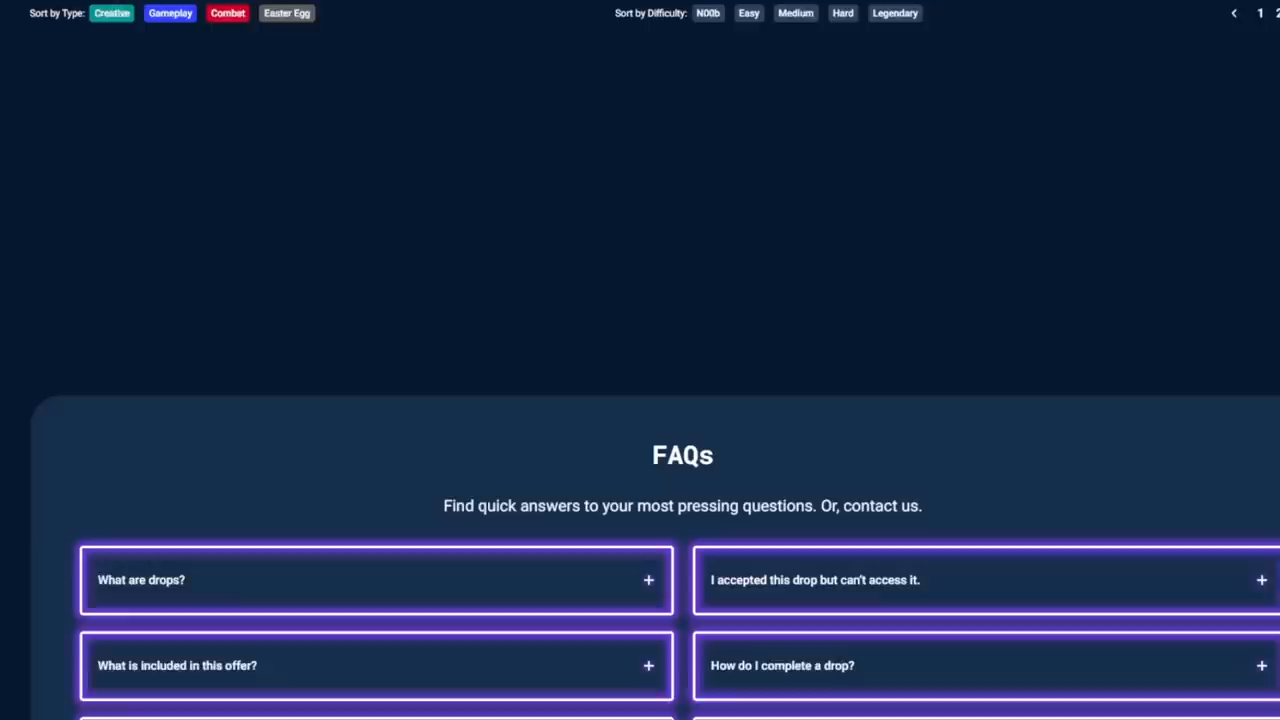 Sort by Type: Creative Gameplay Combat Easter Egg
Sort by Difficulty: N00b Easy Medium Hard Legendary
< 1 2
FAQs
Find quick answers to your most pressing questions. Or, contact us.
What are drops? +
I accepted this drop but can't access it. +
What is included in this offer? +
How do I complete a drop? +